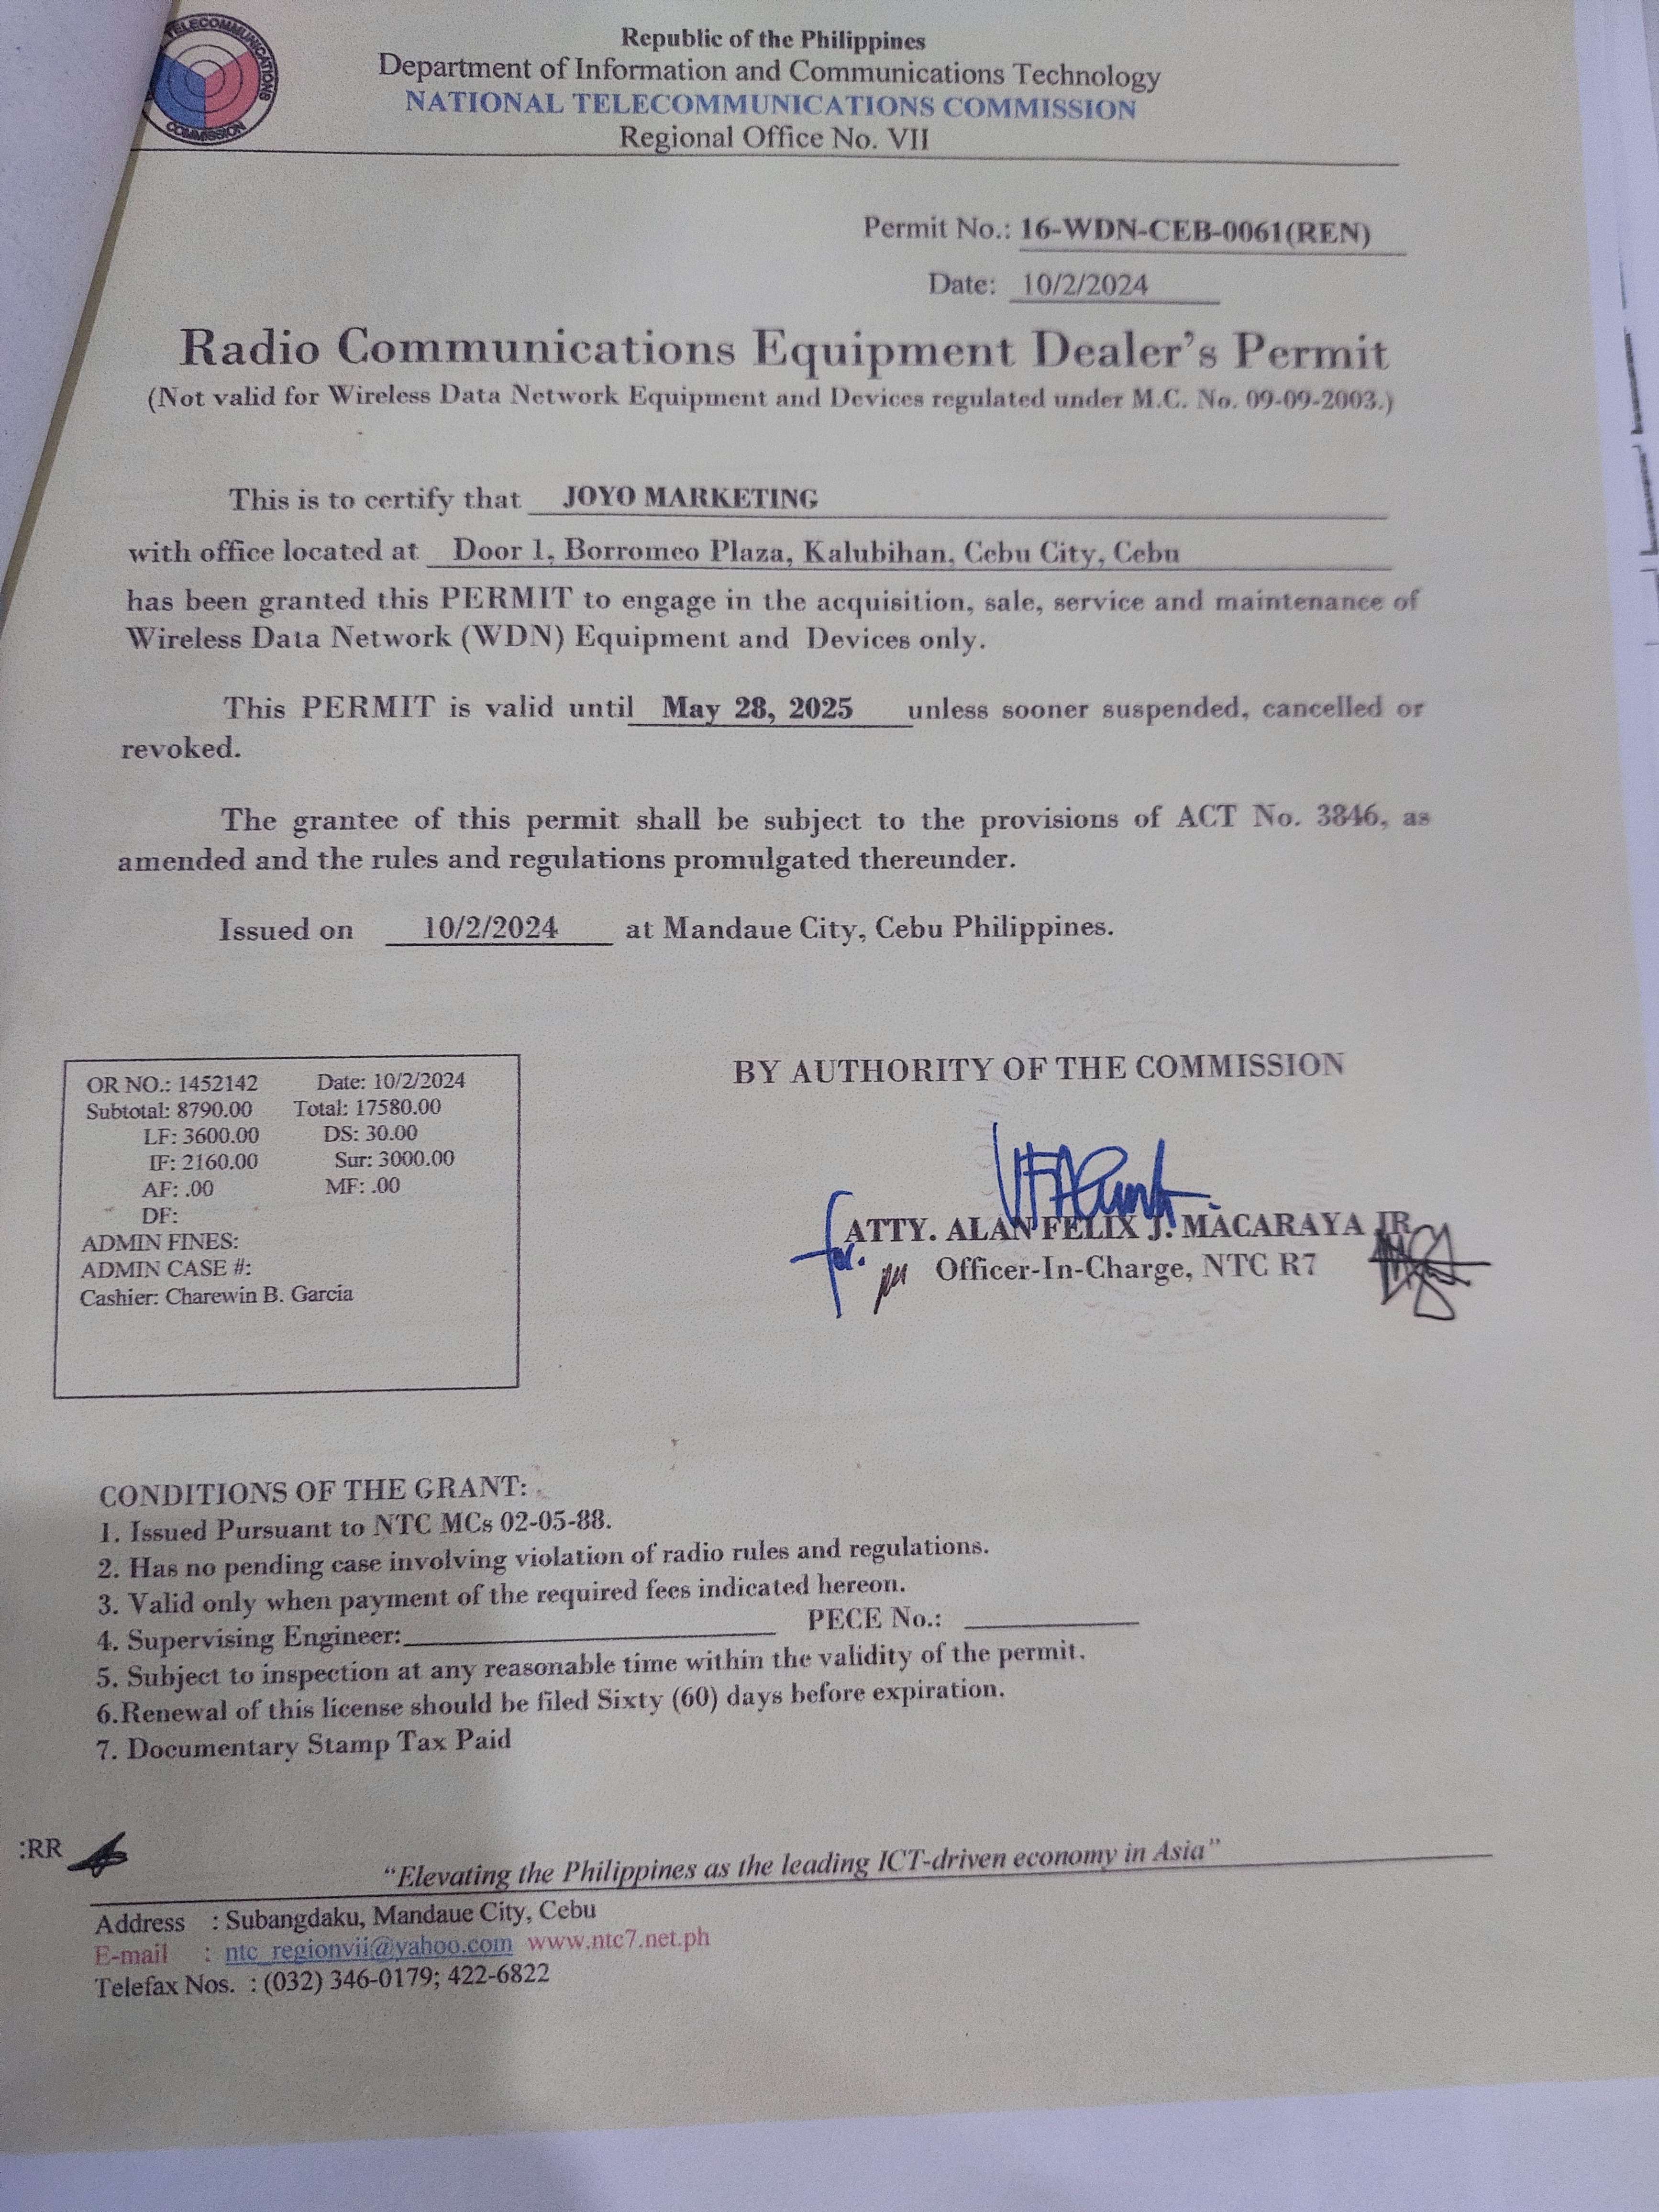 TELECOMMUNICATIONS
COMMISSION
Republic of the Philippines
Department of Information and Communications Technology
NATIONAL TELECOMMUNICATIONS COMMISSION
Regional Office No. VII
Permit No.: 16-WDN-CEB-0061(REN)
Date: 10/2/2024
Radio Communications Equipment Dealer's Permit
(Not valid for Wireless Data Network Equipment and Devices regulated under M.C. No. 09-09-2003.)
This is to certify that JOYO MARKETING
with office located at Door 1, Borromeo Plaza, Kalubihan, Cebu City, Cebu
has been granted this PERMIT to engage in the acquisition, sale, service and maintenance of
Wireless Data Network (WDN) Equipment and Devices only.
This PERMIT is valid until May 28, 2025 unless sooner suspended, cancelled or
revoked.
The grantee of this permit shall be subject to the provisions of ACT No. 3846, as
amended and the rules and regulations promulgated thereunder.
Issued on 10/2/2024 at Mandaue City, Cebu Philippines.
OR NO.: 1452142 Date: 10/2/2024
Subtotal: 8790.00 Total: 17580.00
LF: 3600.00 DS: 30.00
IF: 2160.00 Sur: 3000.00
AF: .00 MF: .00
DF:
ADMIN FINES:
ADMIN CASE #:
Cashier: Charewin B. Garcia
BY AUTHORITY OF THE COMMISSION
for.
ATTY. ALAN FELIX J. MACARAYA JR.
Officer-In-Charge, NTC R7
CONDITIONS OF THE GRANT:
1. Issued Pursuant to NTC MCs 02-05-88.
2. Has no pending case involving violation of radio rules and regulations.
3. Valid only when payment of the required fees indicated hereon.
4. Supervising Engineer: PECE No.:
5. Subject to inspection at any reasonable time within the validity of the permit.
6.Renewal of this license should be filed Sixty (60) days before expiration.
7. Documentary Stamp Tax Paid
:RR
"Elevating the Philippines as the leading ICT-driven economy in Asia"
Address : Subangdaku, Mandaue City, Cebu
E-mail : ntc_regionvii@yahoo.com www.ntc7.net.ph
Telefax Nos. : (032) 346-0179; 422-6822